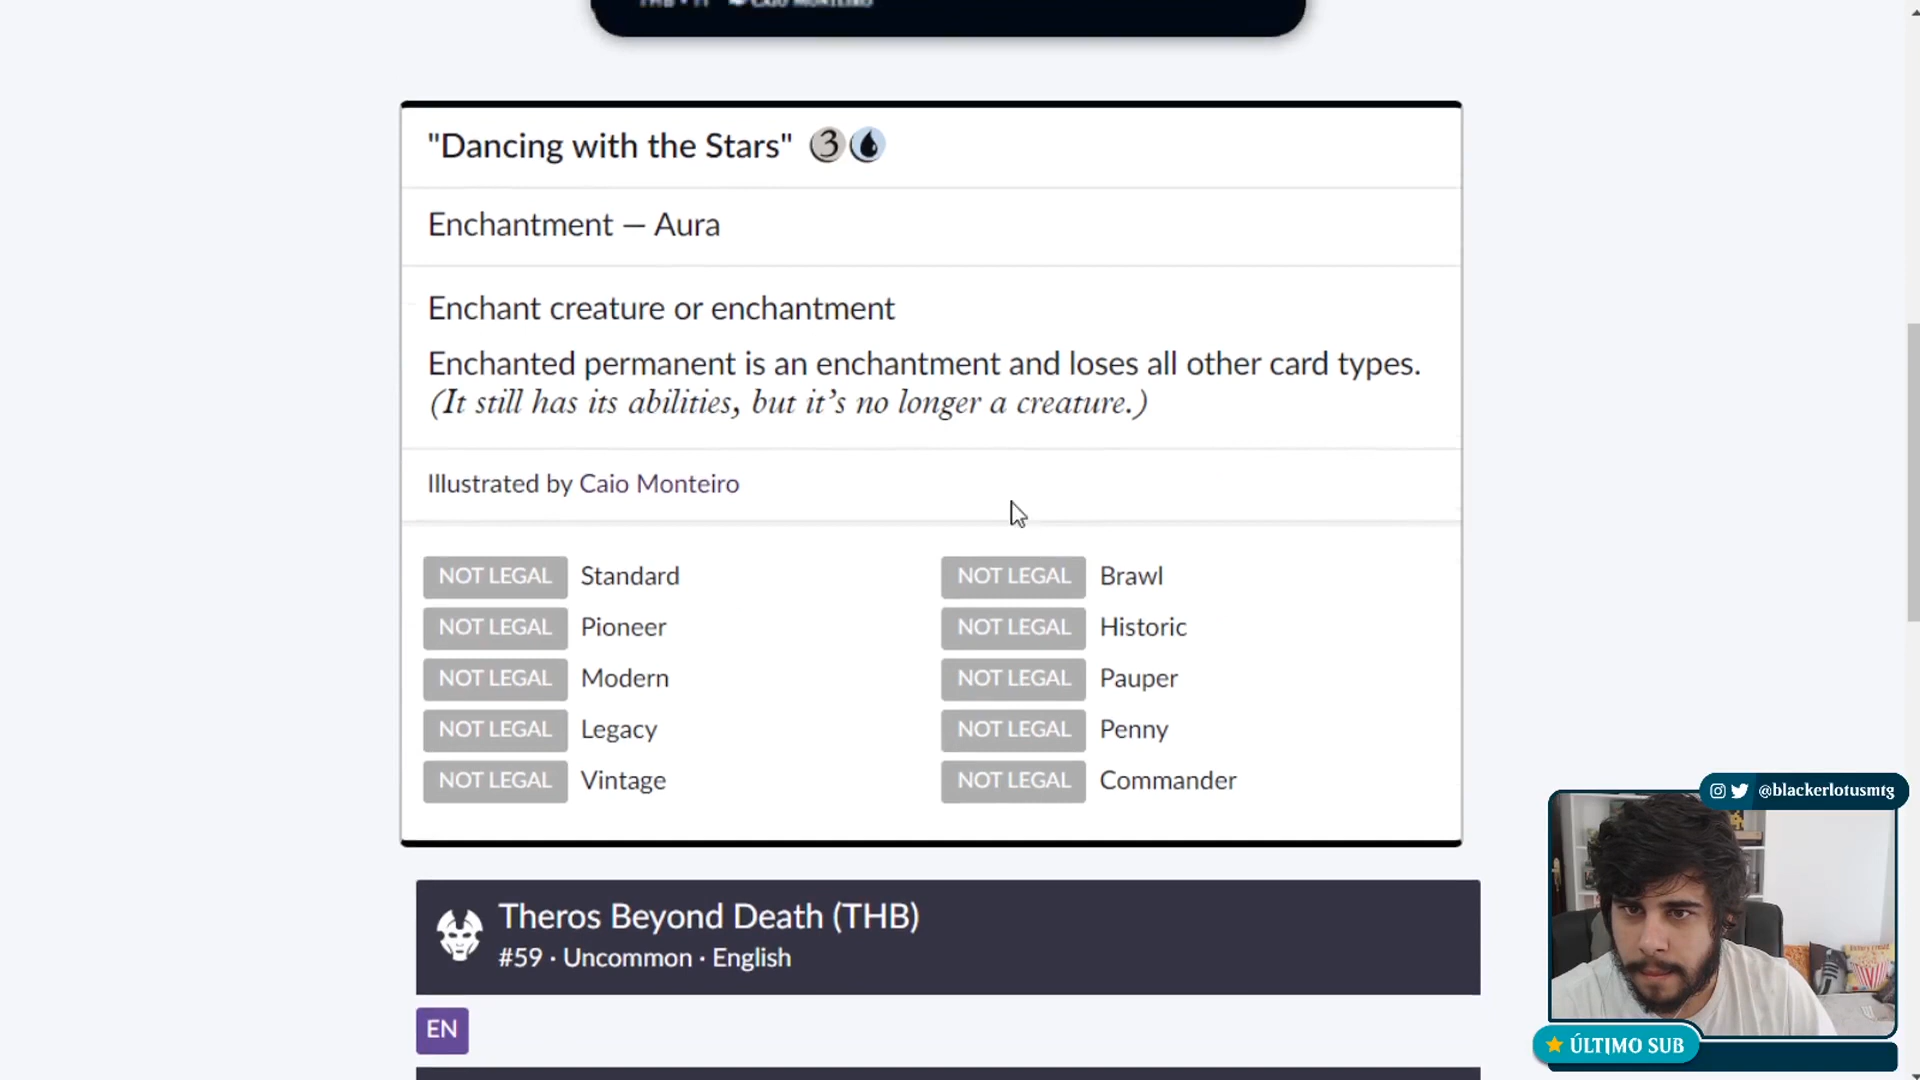 CAIO MONTEIRO
"Dancing with the Stars" 3
Enchantment — Aura
Enchant creature or enchantment
Enchanted permanent is an enchantment and loses all other card types.
(It still has its abilities, but it's no longer a creature.)
Illustrated by Caio Monteiro
NOT LEGAL Standard NOT LEGAL Brawl
NOT LEGAL Pioneer NOT LEGAL Historic
NOT LEGAL Modern NOT LEGAL Pauper
NOT LEGAL Legacy NOT LEGAL Penny
NOT LEGAL Vintage NOT LEGAL Commander
@blackerlotusmtg
Theros Beyond Death (THB)
#59 · Uncommon · English
EN
ÚLTIMO SUB